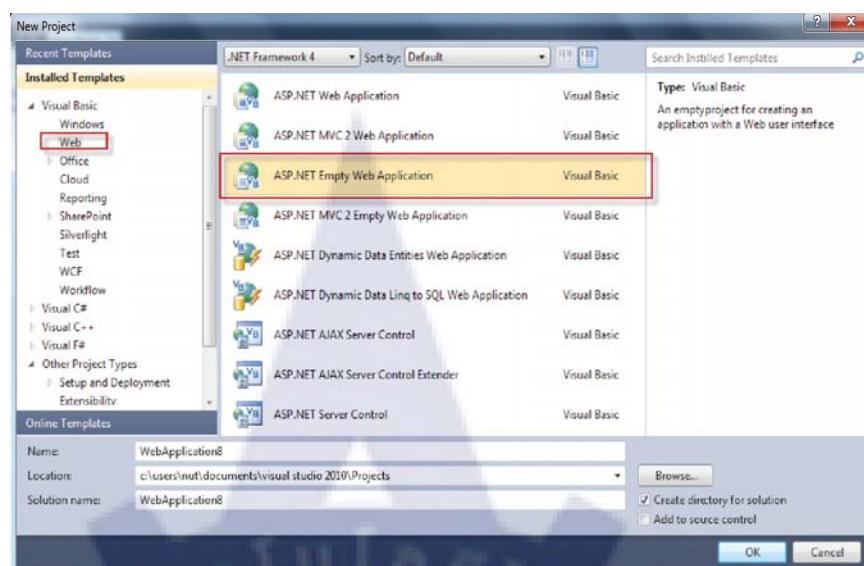 New Project
Recent Templates
Installed Templates
Visual Basic
Windows
Web
Office
Cloud
Reporting
SharePoint
Silverlight
Test
WCF
Workflow
Visual C#
Visual C++
Visual F#
Other Project Types
Setup and Deployment
Extensibility
Online Templates
.NET Framework 4
Sort by: Default
ASP.NET Web Application Visual Basic
ASP.NET MVC 2 Web Application Visual Basic
ASP.NET Empty Web Application Visual Basic
ASP.NET MVC 2 Empty Web Application Visual Basic
ASP.NET Dynamic Data Entities Web Application Visual Basic
ASP.NET Dynamic Data Linq to SQL Web Application Visual Basic
ASP.NET AJAX Server Control Visual Basic
ASP.NET AJAX Server Control Extender Visual Basic
ASP.NET Server Control Visual Basic
Search Installed Templates
Type: Visual Basic
An emptyproject for creating an
application with a Web user interface
Name: WebApplication8
Location: c:\users\nut\documents\visual studio 2010\Projects
Browse...
Solution name: WebApplication8
Create directory for solution
Add to source control
OK Cancel